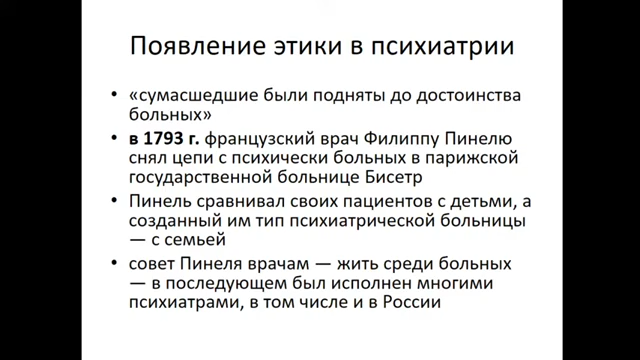 Появление этики в психиатрии
• «сумасшедшие были подняты до достоинства
больных»
• в 1793 г. французский врач Филиппу Пинелю
снял цепи с психически больных в парижской
государственной больнице Бисетр
• Пинель сравнивал своих пациентов с детьми, а
созданный им тип психиатрической больницы
— с семьей
• совет Пинеля врачам — жить среди больных
— в последующем был исполнен многими
психиатрами, в том числе и в России